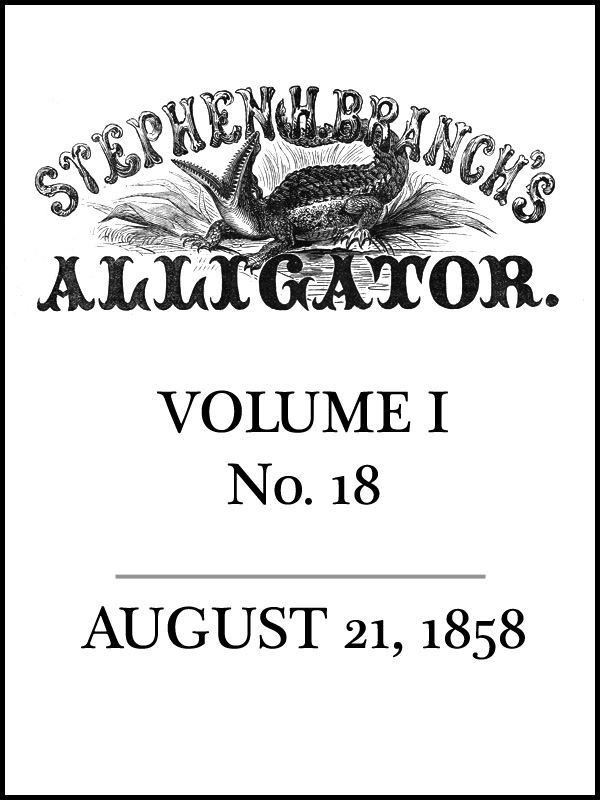 STEPHEN H. BRANCH'S
ALLIGATOR.
VOLUME I
No. 18
AUGUST 21, 1858